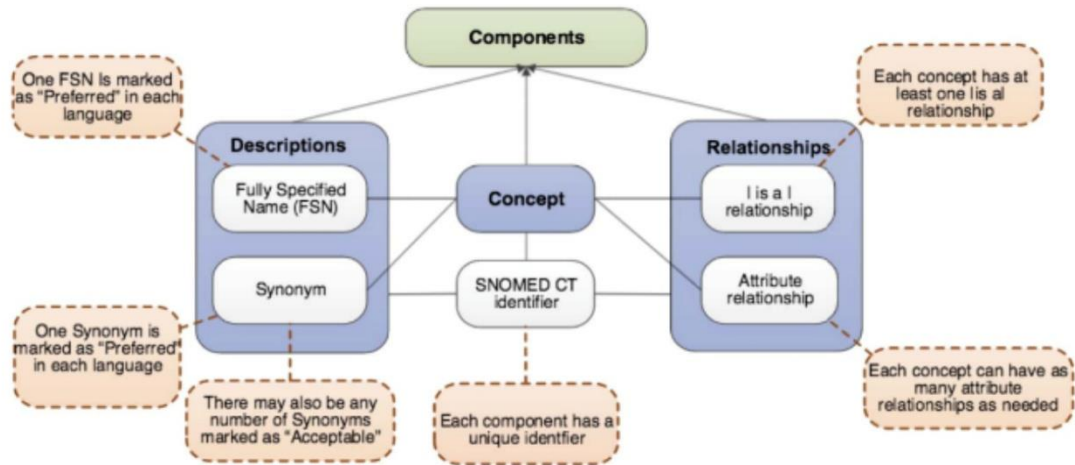 Components
One FSN Is marked
as "Preferred" in each
language
Each concept has at
least one l is al
relationship
Descriptions
Relationships
Fully Specified
Name (FSN)
Concept
l is a l
relationship
Synonym
SNOMED CT
identifier
Attribute
relationship
One Synonym is
marked as "Preferred"
in each language
There may also be any
number of Synonyms
marked as "Acceptable"
Each component has a
unique identfier
Each concept can have as
many attribute
relationships as needed